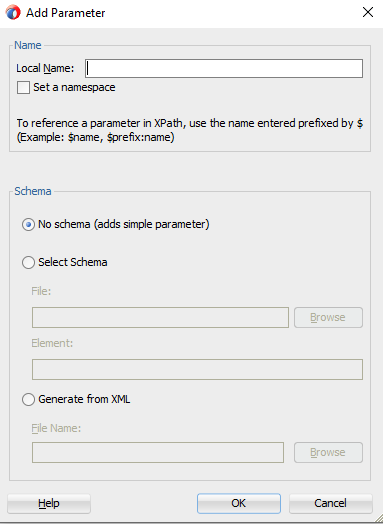 Add Parameter
Name
Local Name:
Set a namespace
To reference a parameter in XPath, use the name entered prefixed by $
(Example: $name, $prefix:name)
Schema
No schema (adds simple parameter)
Select Schema
File:
Browse
Element:
Generate from XML
File Name:
Browse
Help OK Cancel